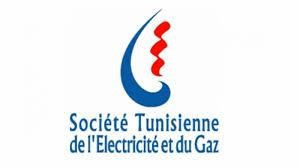 Société Tunisienne
de l'Electricité et du Gaz